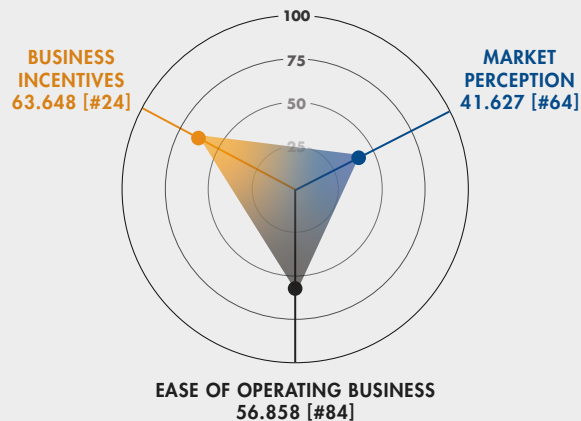 100
75
50
25
BUSINESS
INCENTIVES
63.648 [#24]
MARKET
PERCEPTION
41.627 [#64]
EASE OF OPERATING BUSINESS
56.858 [#84]